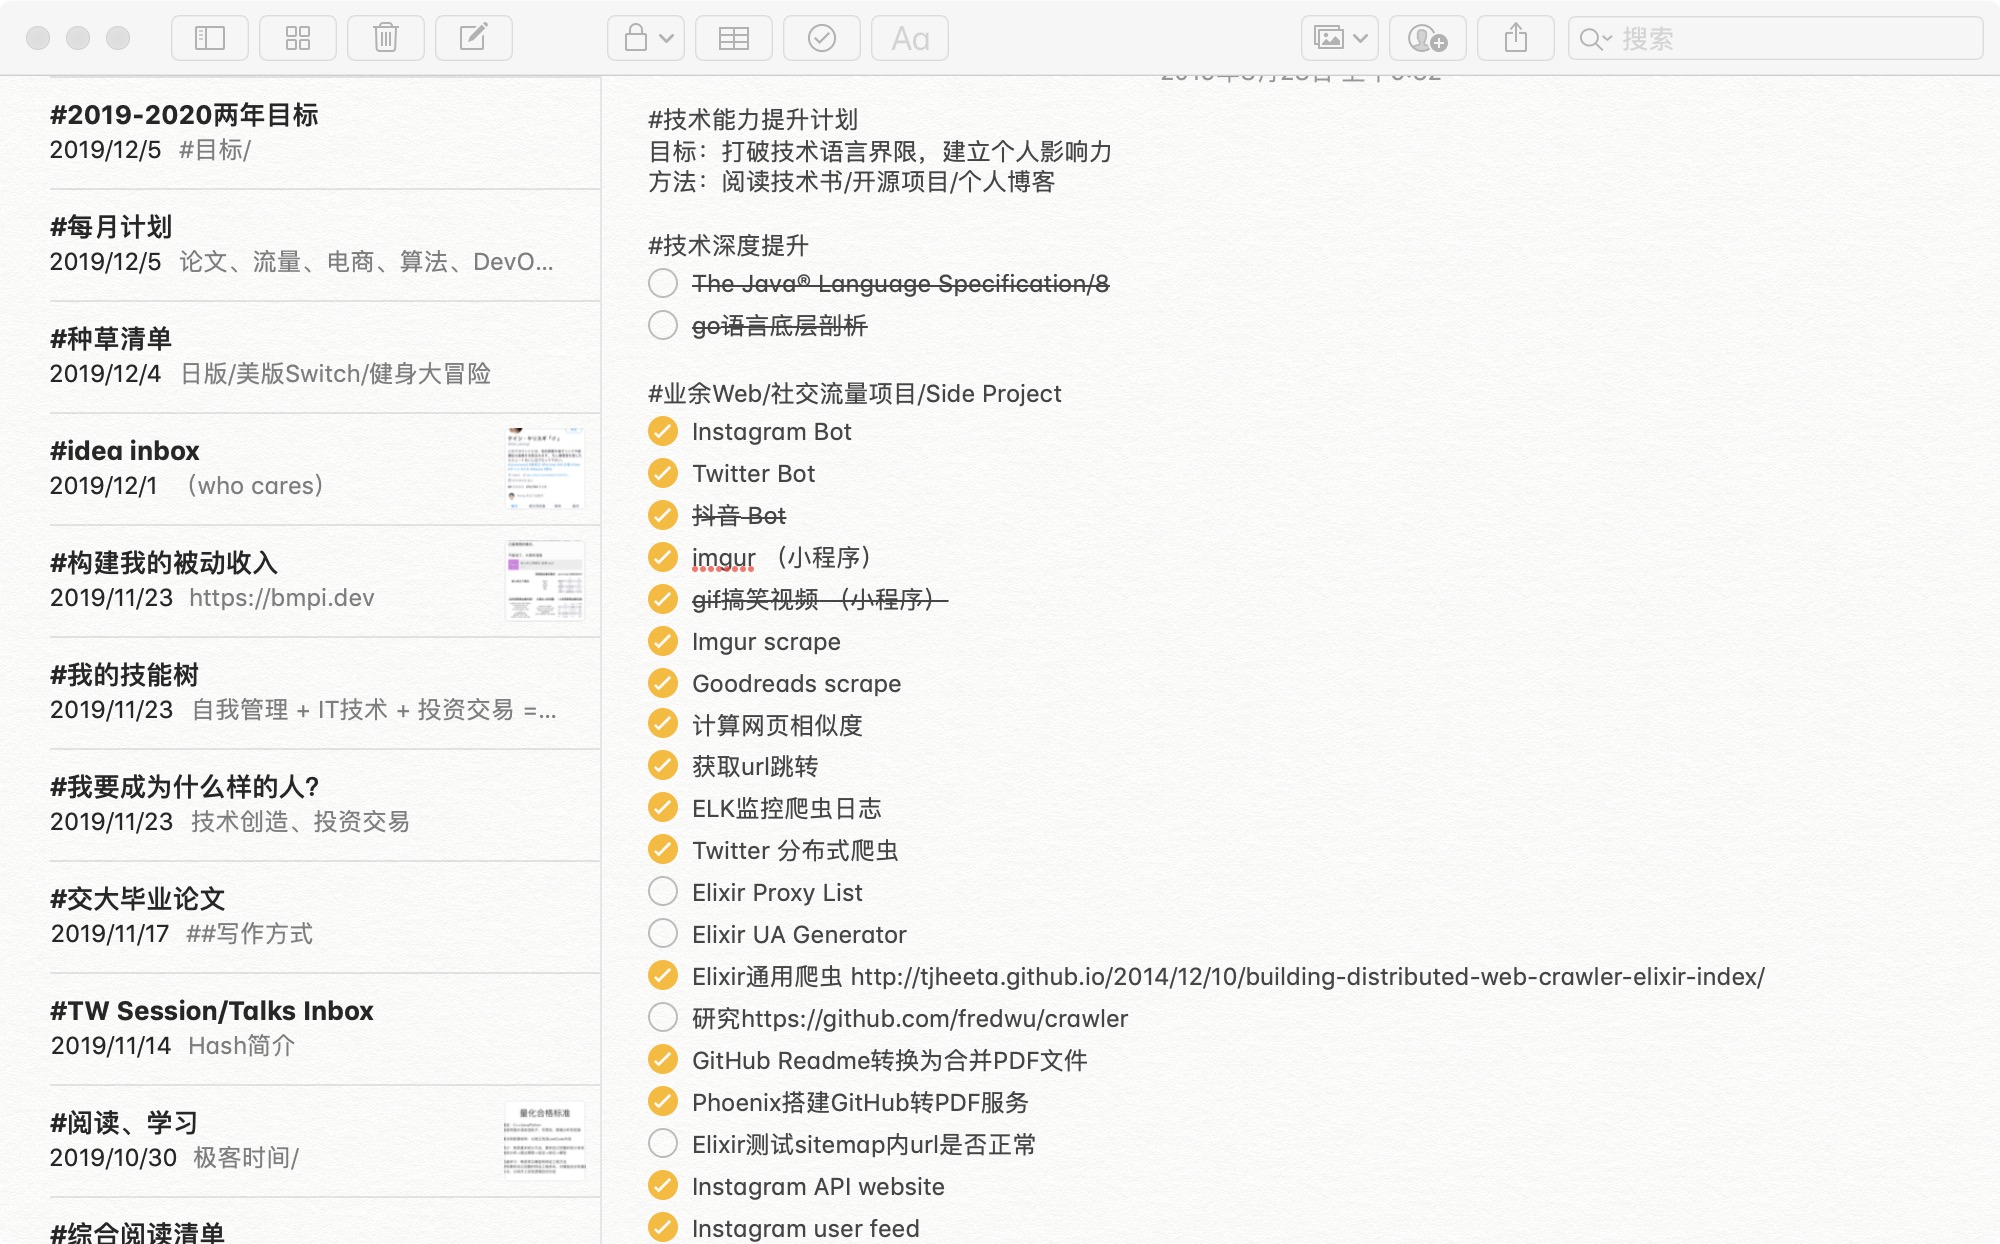 Aa
搜索
#2019-2020两年目标
2019/12/5 #目标/
#每月计划
2019/12/5 论文、流量、电商、算法、DevO...
#种草清单
2019/12/4 日版/美版Switch/健身大冒险
#idea inbox
2019/12/1 （who cares）
#构建我的被动收入
2019/11/23 https://bmpi.dev
#我的技能树
2019/11/23 自我管理 + IT技术 + 投资交易 =...
#我要成为什么样的人?
2019/11/23 技术创造、投资交易
#交大毕业论文
2019/11/17 ##写作方式
#TW Session/Talks Inbox
2019/11/14 Hash简介
#阅读、学习
2019/10/30 极客时间/
量化合格标准
#综合阅读清单
#技术能力提升计划
目标：打破技术语言界限，建立个人影响力
方法：阅读技术书/开源项目/个人博客
#技术深度提升
The Java® Language Specification/8
go语言底层剖析
#业余Web/社交流量项目/Side Project
Instagram Bot
Twitter Bot
抖音 Bot
imgur （小程序）
gif搞笑视频 （小程序）
Imgur scrape
Goodreads scrape
计算网页相似度
获取url跳转
ELK监控爬虫日志
Twitter 分布式爬虫
Elixir Proxy List
Elixir UA Generator
Elixir通用爬虫 http://tjheeta.github.io/2014/12/10/building-distributed-web-crawler-elixir-index/
研究https://github.com/fredwu/crawler
GitHub Readme转换为合并PDF文件
Phoenix搭建GitHub转PDF服务
Elixir测试sitemap内url是否正常
Instagram API website
Instagram user feed